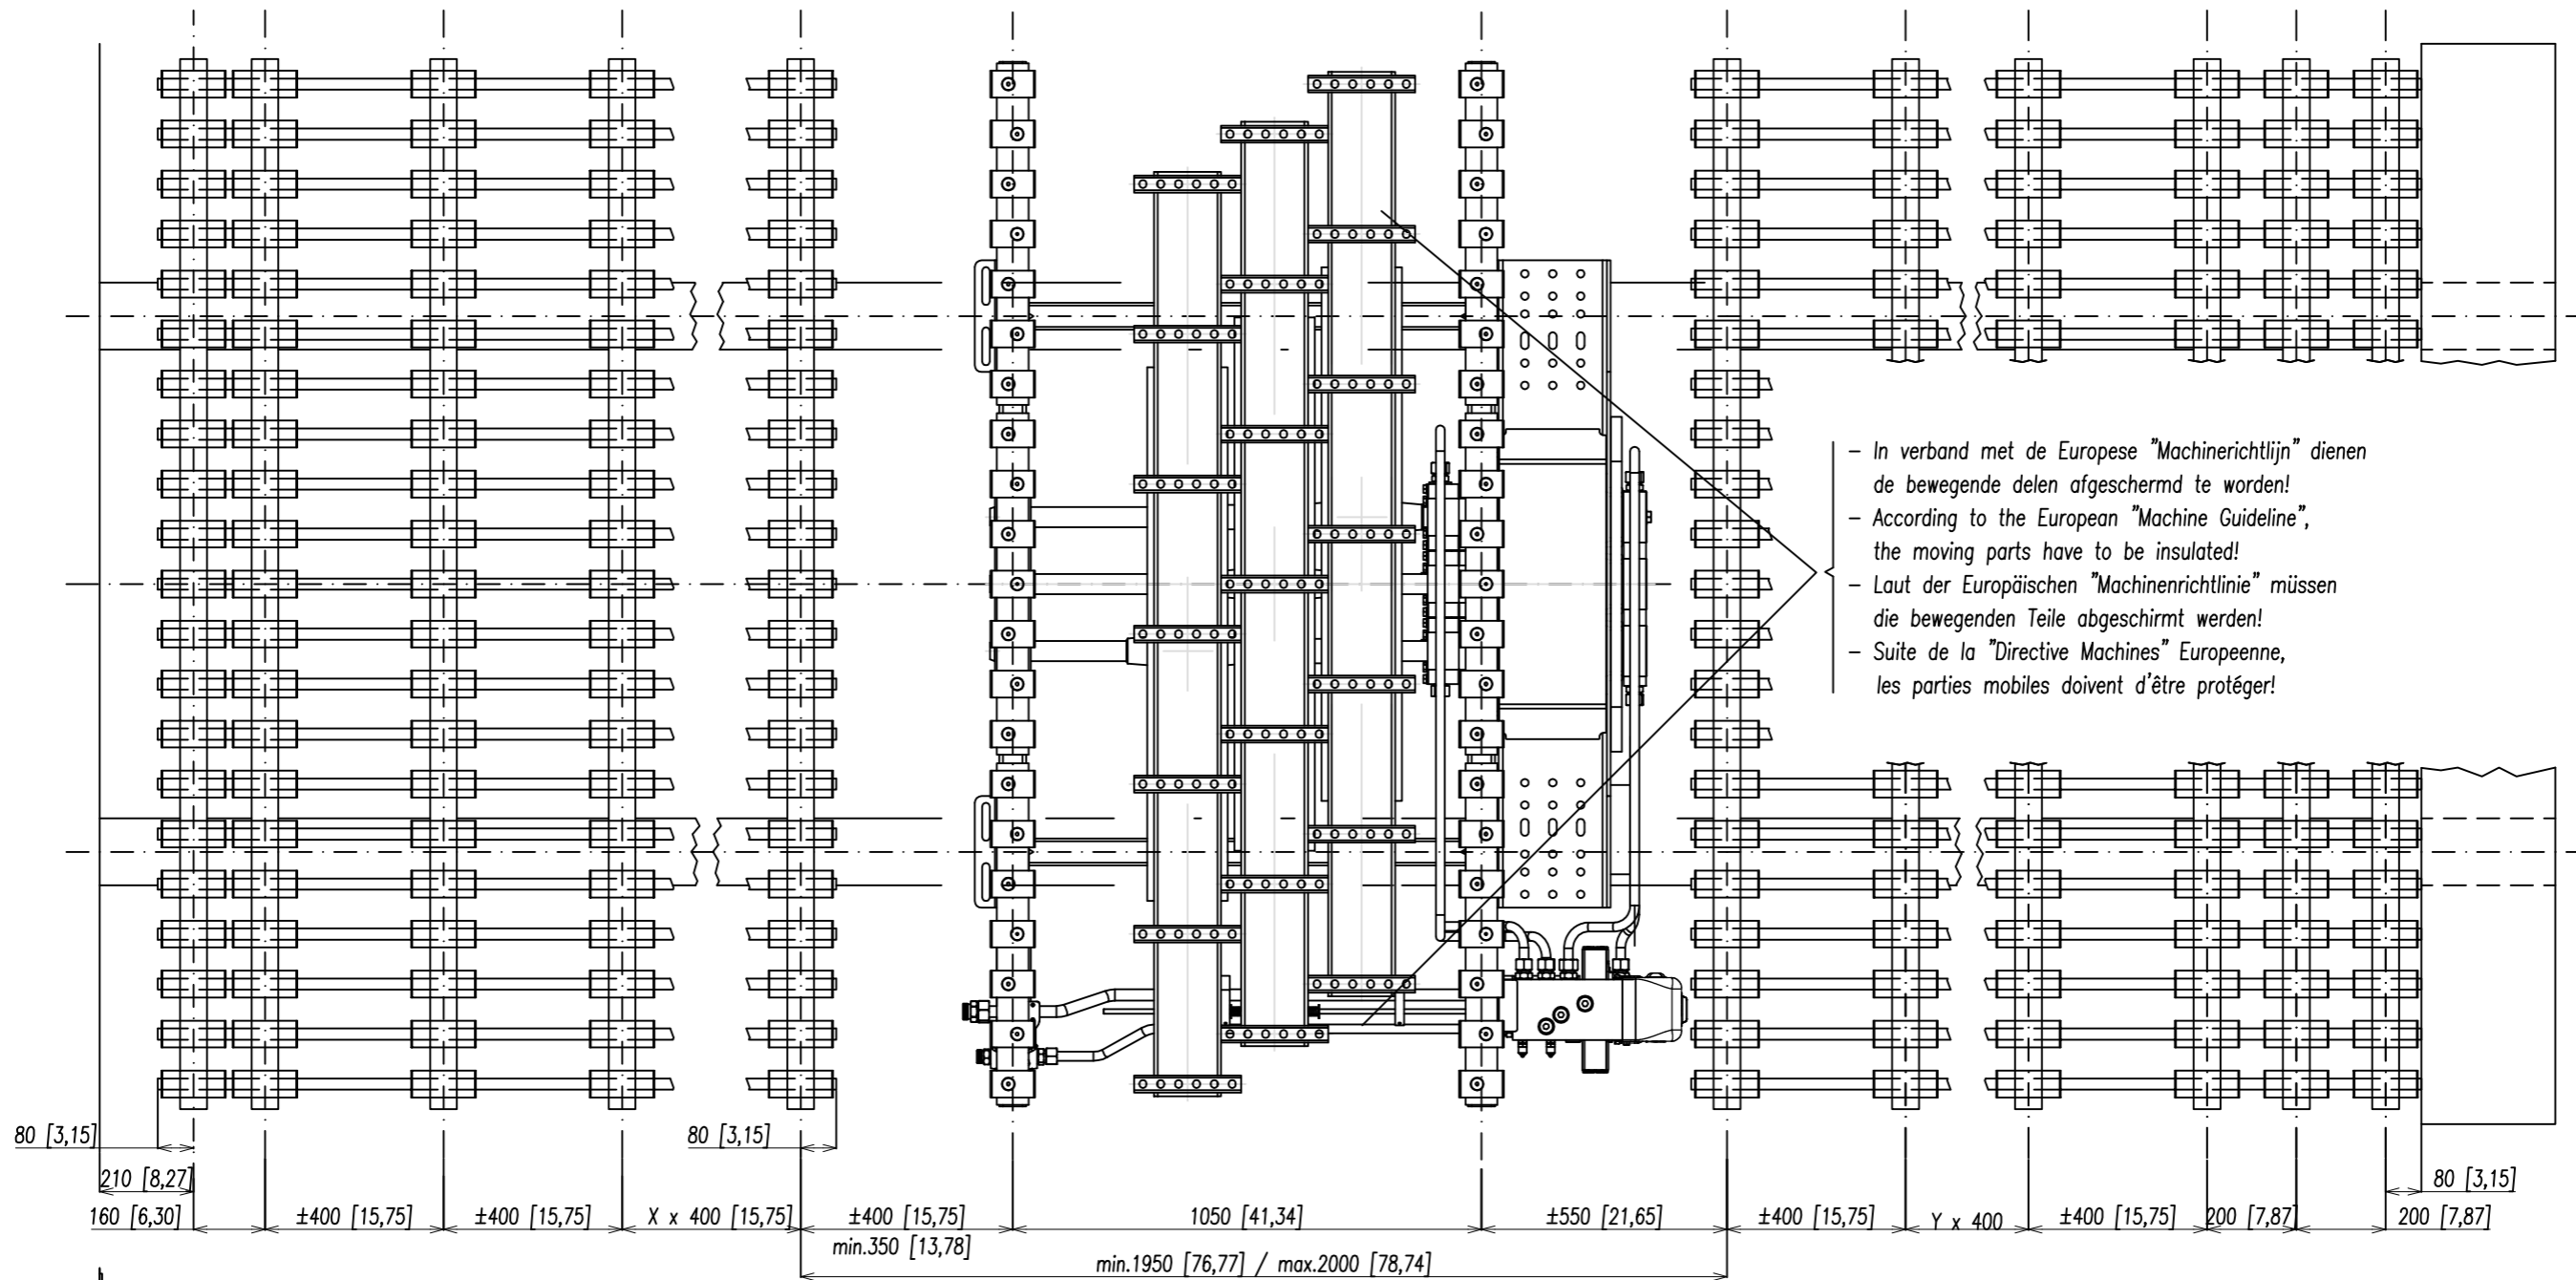 - In verband met de Europese "Machinerichtlijn" dienen
de bewegende delen afgeschermd te worden!
- According to the European "Machine Guideline",
the moving parts have to be insulated!
- Laut der Europäischen "Machinenrichtlinie" müssen
die bewegenden Teile abgeschirmt werden!
- Suite de la "Directive Machines" Europeenne,
les parties mobiles doivent d'être protéger!
80 [3,15]
80 [3,15]
210 [8,27]
80 [3,15]
160 [6,30]
±400 [15,75]
±400 [15,75]
X x 400 [15,75]
±400 [15,75]
1050 [41,34]
±550 [21,65]
±400 [15,75]
Y x 400
±400 [15,75]
200 [7,87]
200 [7,87]
min.350 [13,78]
min.1950 [76,77] / max.2000 [78,74]